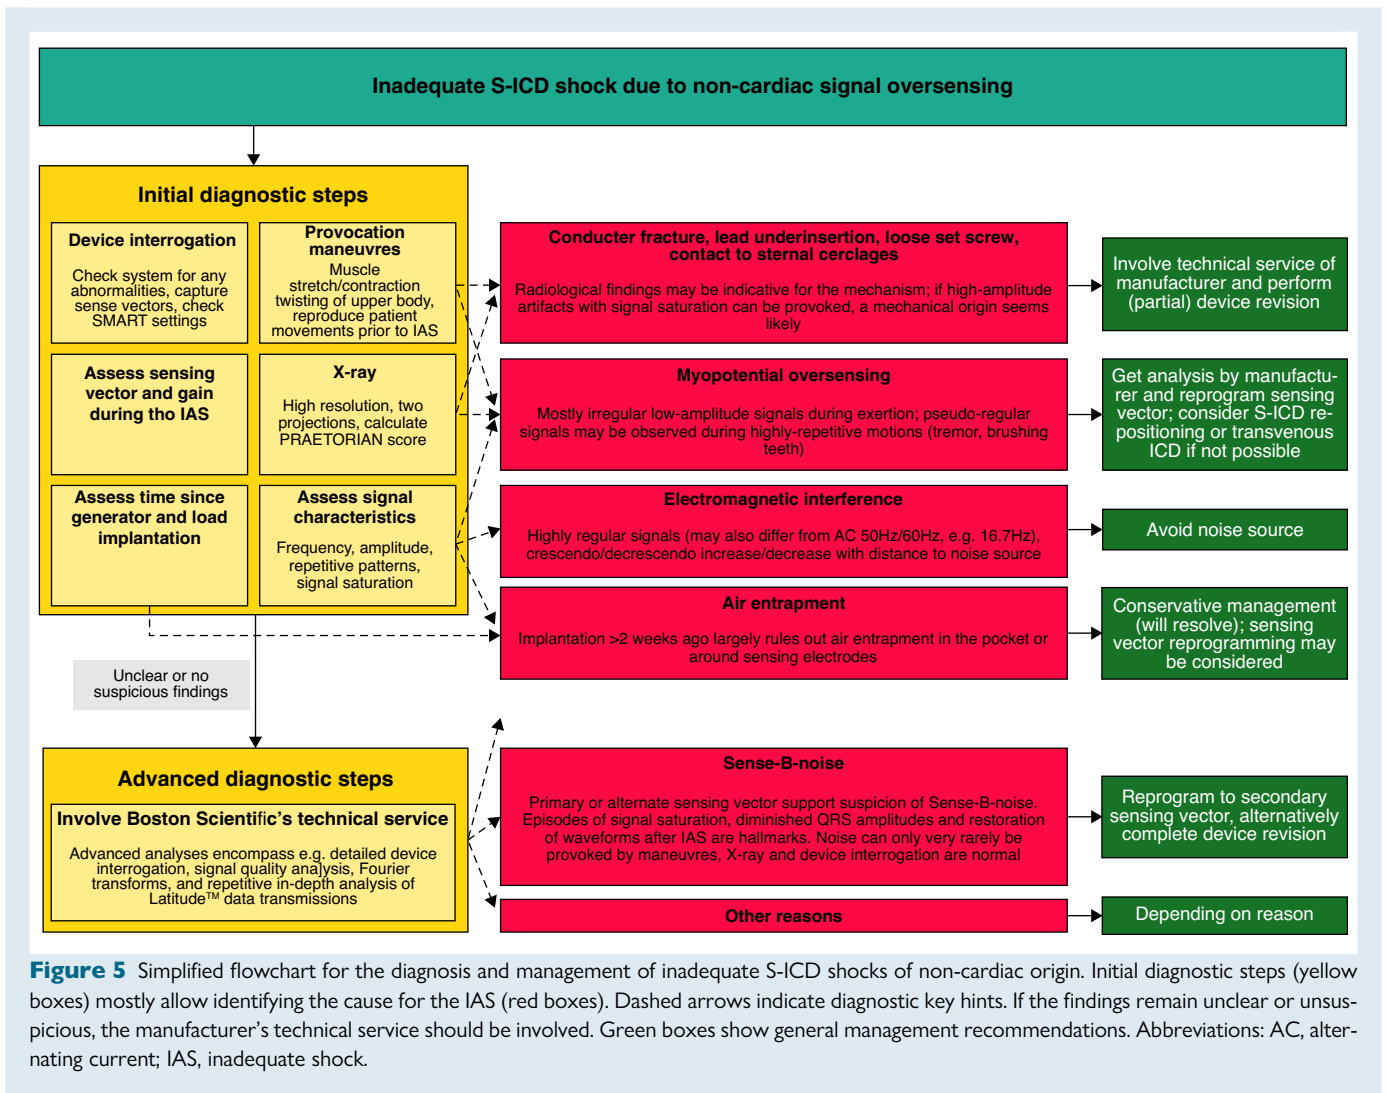 Inadequate S-ICD shock due to non-cardiac signal oversensing
Initial diagnostic steps
Device interrogation
Check system for any
abnormalities, capture
sense vectors, check
SMART settings
Provocation
maneuvres
Muscle
stretch/contraction
twisting of upper body,
reproduce patient
movements prior to IAS
Assess sensing
vector and gain
during tho IAS
X-ray
High resolution, two
projections, calculate
PRAETORIAN score
Assess time since
generator and load
implantation
Assess signal
characteristics
Frequency, amplitude,
repetitive patterns,
signal saturation
Conducter fracture, lead underinsertion, loose set screw,
contact to sternal cerclages
Radiological findings may be indicative for the mechanism; if high-amplitude
artifacts with signal saturation can be provoked, a mechanical origin seems
likely
Involve technical service of
manufacturer and perform
(partial) device revision
Myopotential oversensing
Mostly irregular low-amplitude signals during exertion; pseudo-regular
signals may be observed during highly-repetitive motions (tremor, brushing
teeth)
Get analysis by manufactu-
rer and reprogram sensing
vector; consider S-ICD re-
positioning or transvenous
ICD if not possible
Electromagnetic interference
Highly regular signals (may also differ from AC 50Hz/60Hz, e.g. 16.7Hz),
crescendo/decrescendo increase/decrease with distance to noise source
Avoid noise source
Air entrapment
Implantation >2 weeks ago largely rules out air entrapment in the pocket or
around sensing electrodes
Conservative management
(will resolve); sensing
vector reprogramming may
be considered
Unclear or no
suspicious findings
Advanced diagnostic steps
Involve Boston Scientific's technical service
Advanced analyses encompass e.g. detailed device
interrogation, signal quality analysis, Fourier
transforms, and repetitive in-depth analysis of
Latitude™ data transmissions
Sense-B-noise
Primary or alternate sensing vector support suspicion of Sense-B-noise.
Episodes of signal saturation, diminished QRS amplitudes and restoration
of waveforms after IAS are hallmarks. Noise can only very rarely be
provoked by maneuvres, X-ray and device interrogation are normal
Reprogram to secondary
sensing vector, alternatively
complete device revision
Other reasons
Depending on reason
Figure 5 Simplified flowchart for the diagnosis and management of inadequate S-ICD shocks of non-cardiac origin. Initial diagnostic steps (yellow
boxes) mostly allow identifying the cause for the IAS (red boxes). Dashed arrows indicate diagnostic key hints. If the findings remain unclear or unsus-
picious, the manufacturer's technical service should be involved. Green boxes show general management recommendations. Abbreviations: AC, alter-
nating current; IAS, inadequate shock.